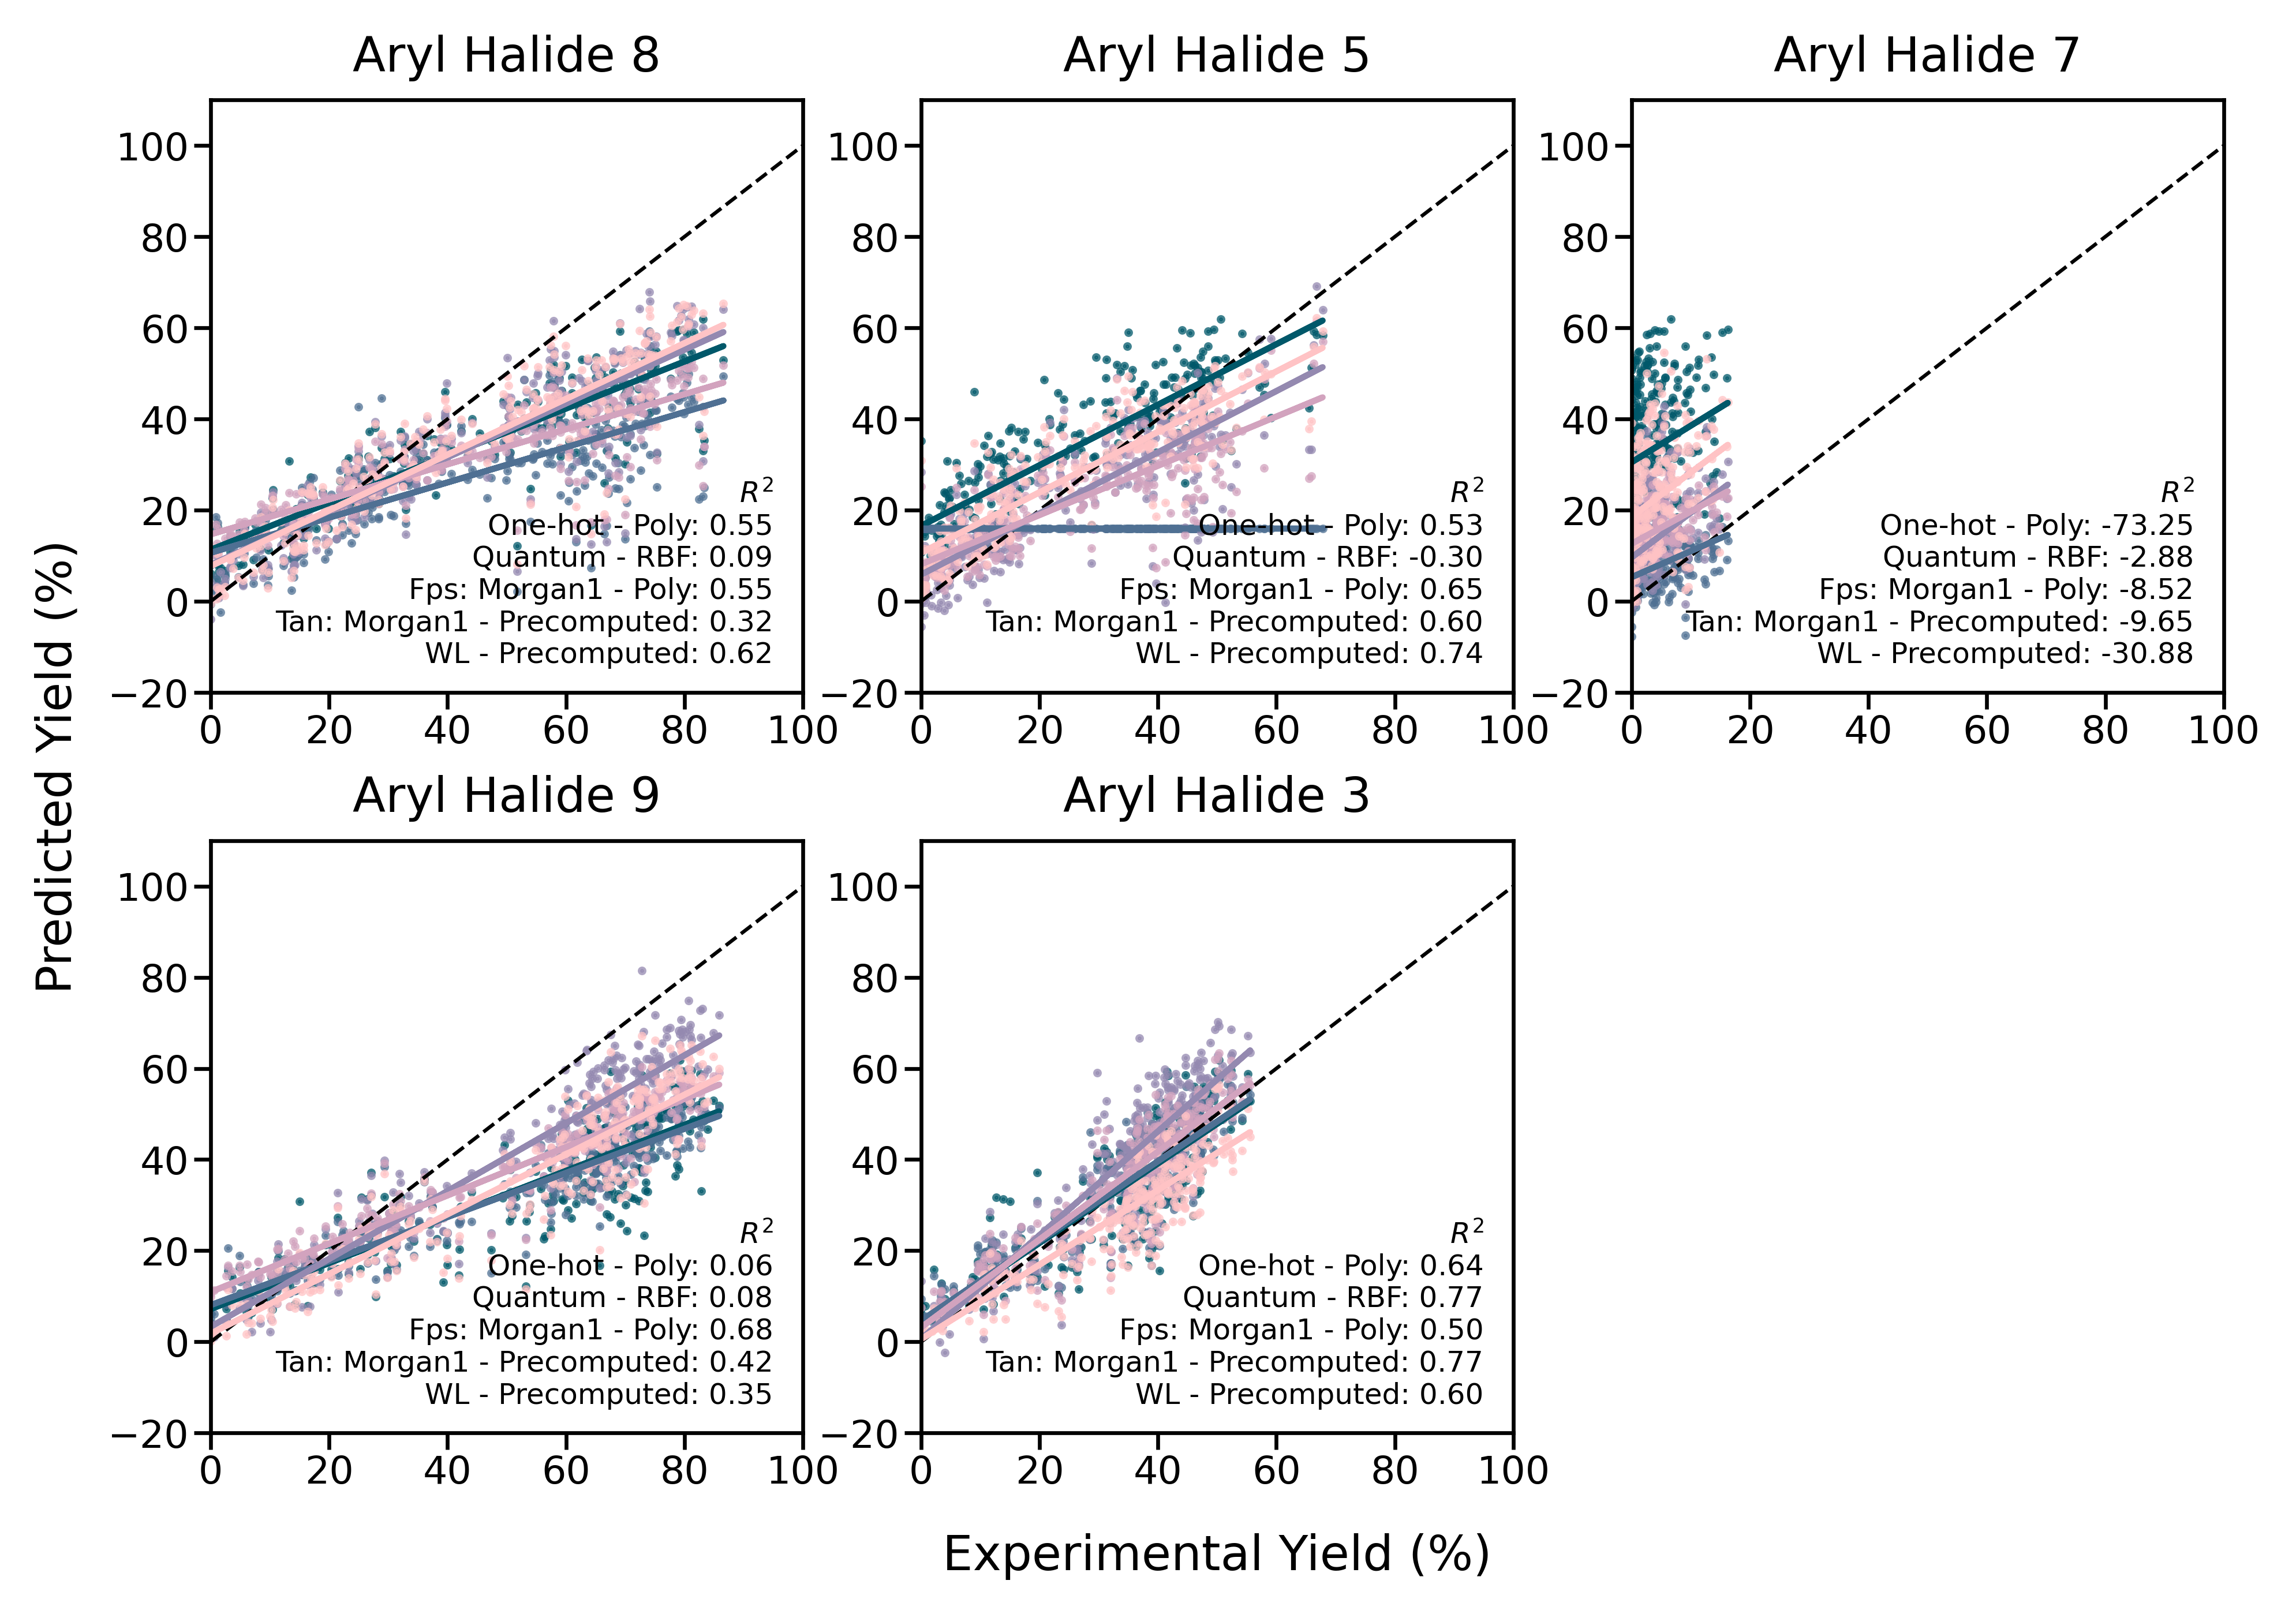 Aryl Halide 8
Aryl Halide 5
Aryl Halide 7
Predicted Yield (%)
100
80
60
40
20
0
−20
0 20 40 60 80 100
R²
One-hot - Poly: 0.55
Quantum - RBF: 0.09
Fps: Morgan1 - Poly: 0.55
Tan: Morgan1 - Precomputed: 0.32
WL - Precomputed: 0.62
100
80
60
40
20
0
−20
0 20 40 60 80 100
R²
One-hot - Poly: 0.53
Quantum - RBF: -0.30
Fps: Morgan1 - Poly: 0.65
Tan: Morgan1 - Precomputed: 0.60
WL - Precomputed: 0.74
100
80
60
40
20
0
−20
0 20 40 60 80 100
R²
One-hot - Poly: -73.25
Quantum - RBF: -2.88
Fps: Morgan1 - Poly: -8.52
Tan: Morgan1 - Precomputed: -9.65
WL - Precomputed: -30.88
Aryl Halide 9
Aryl Halide 3
100
80
60
40
20
0
−20
0 20 40 60 80 100
R²
One-hot - Poly: 0.06
Quantum - RBF: 0.08
Fps: Morgan1 - Poly: 0.68
Tan: Morgan1 - Precomputed: 0.42
WL - Precomputed: 0.35
100
80
60
40
20
0
−20
0 20 40 60 80 100
R²
One-hot - Poly: 0.64
Quantum - RBF: 0.77
Fps: Morgan1 - Poly: 0.50
Tan: Morgan1 - Precomputed: 0.77
WL - Precomputed: 0.60
Experimental Yield (%)